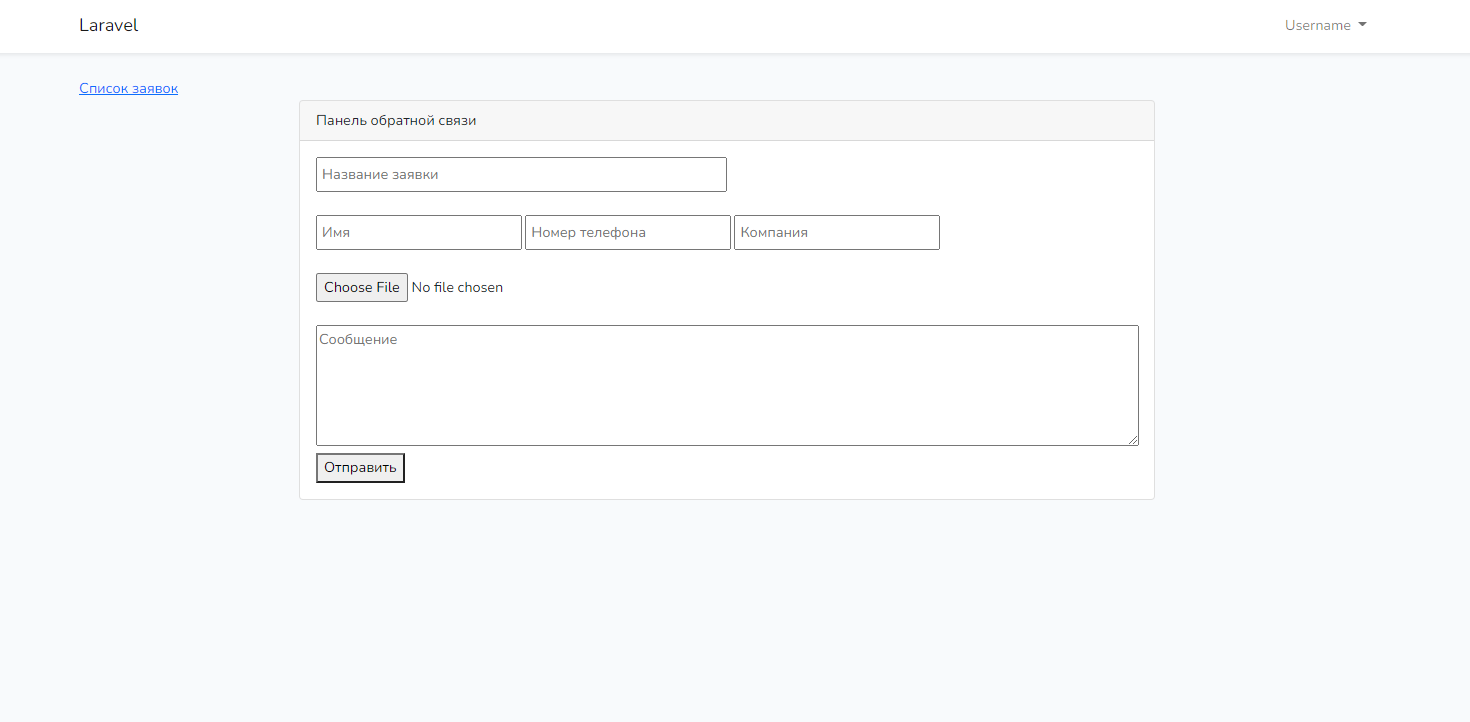 Laravel Username
Список заявок
Панель обратной связи
Название заявки
Имя Номер телефона Компания
Choose File No file chosen
Сообщение
Отправить